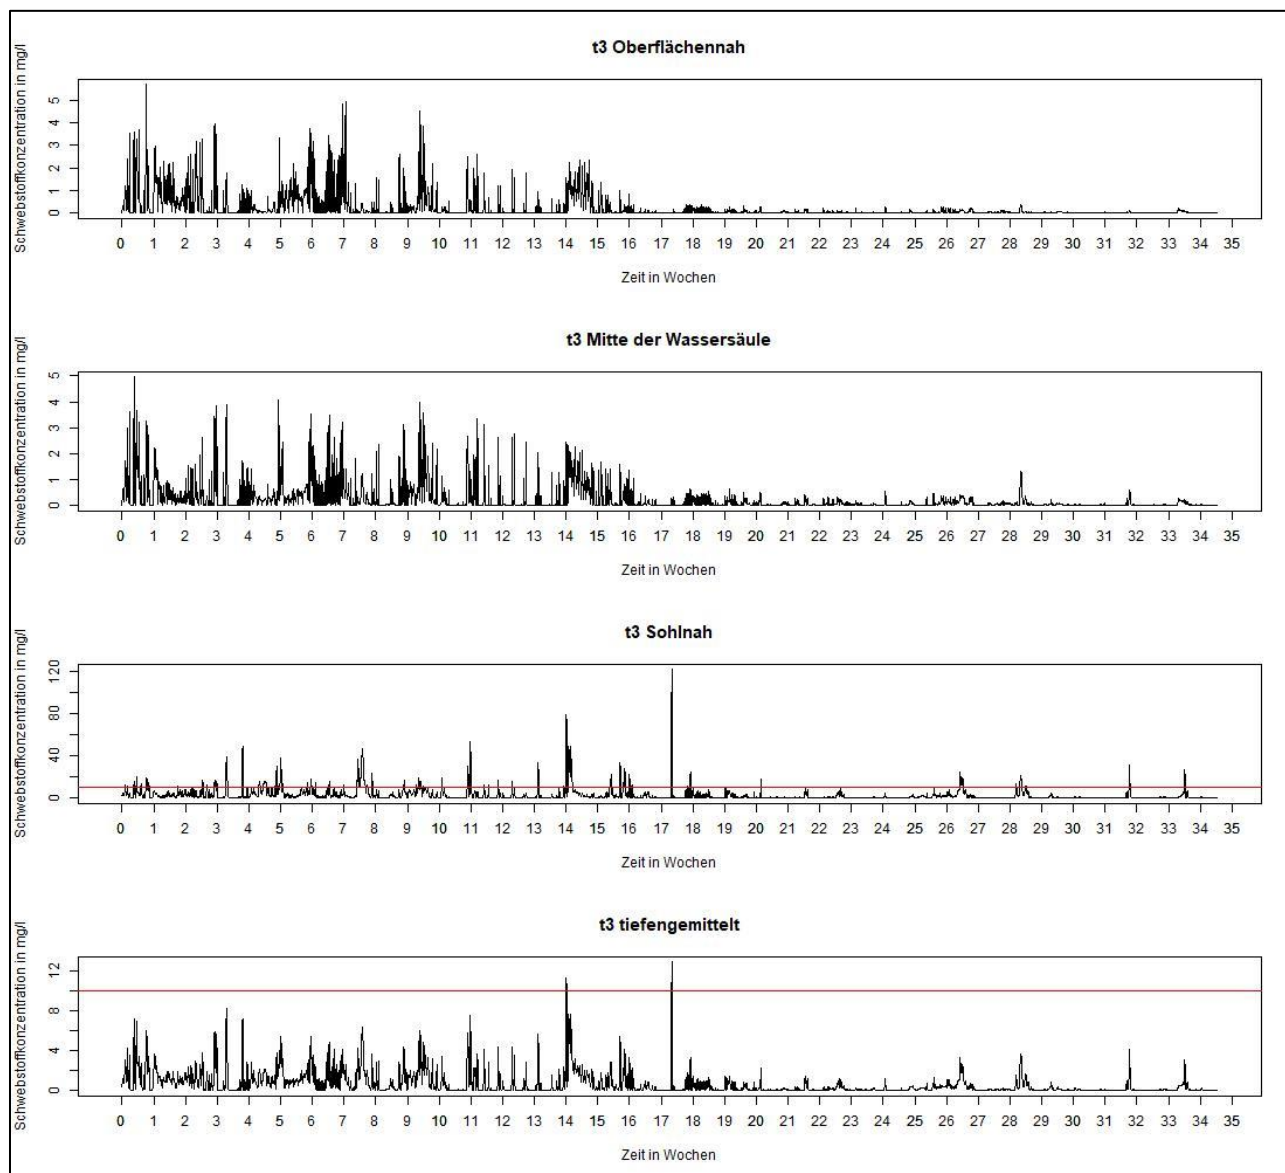 t3 Oberflächennah
Schwebstoffkonzentration in mg/l
5
4
3
2
1
0
0 1 2 3 4 5 6 7 8 9 10 11 12 13 14 15 16 17 18 19 20 21 22 23 24 25 26 27 28 29 30 31 32 33 34 35
Zeit in Wochen
t3 Mitte der Wassersäule
Schwebstoffkonzentration in mg/l
5
4
3
2
1
0
0 1 2 3 4 5 6 7 8 9 10 11 12 13 14 15 16 17 18 19 20 21 22 23 24 25 26 27 28 29 30 31 32 33 34 35
Zeit in Wochen
t3 Sohlnah
Schwebstoffkonzentration in mg/l
120
80
40
0
0 1 2 3 4 5 6 7 8 9 10 11 12 13 14 15 16 17 18 19 20 21 22 23 24 25 26 27 28 29 30 31 32 33 34 35
Zeit in Wochen
t3 tiefengemittelt
Schwebstoffkonzentration in mg/l
12
8
4
0
0 1 2 3 4 5 6 7 8 9 10 11 12 13 14 15 16 17 18 19 20 21 22 23 24 25 26 27 28 29 30 31 32 33 34 35
Zeit in Wochen